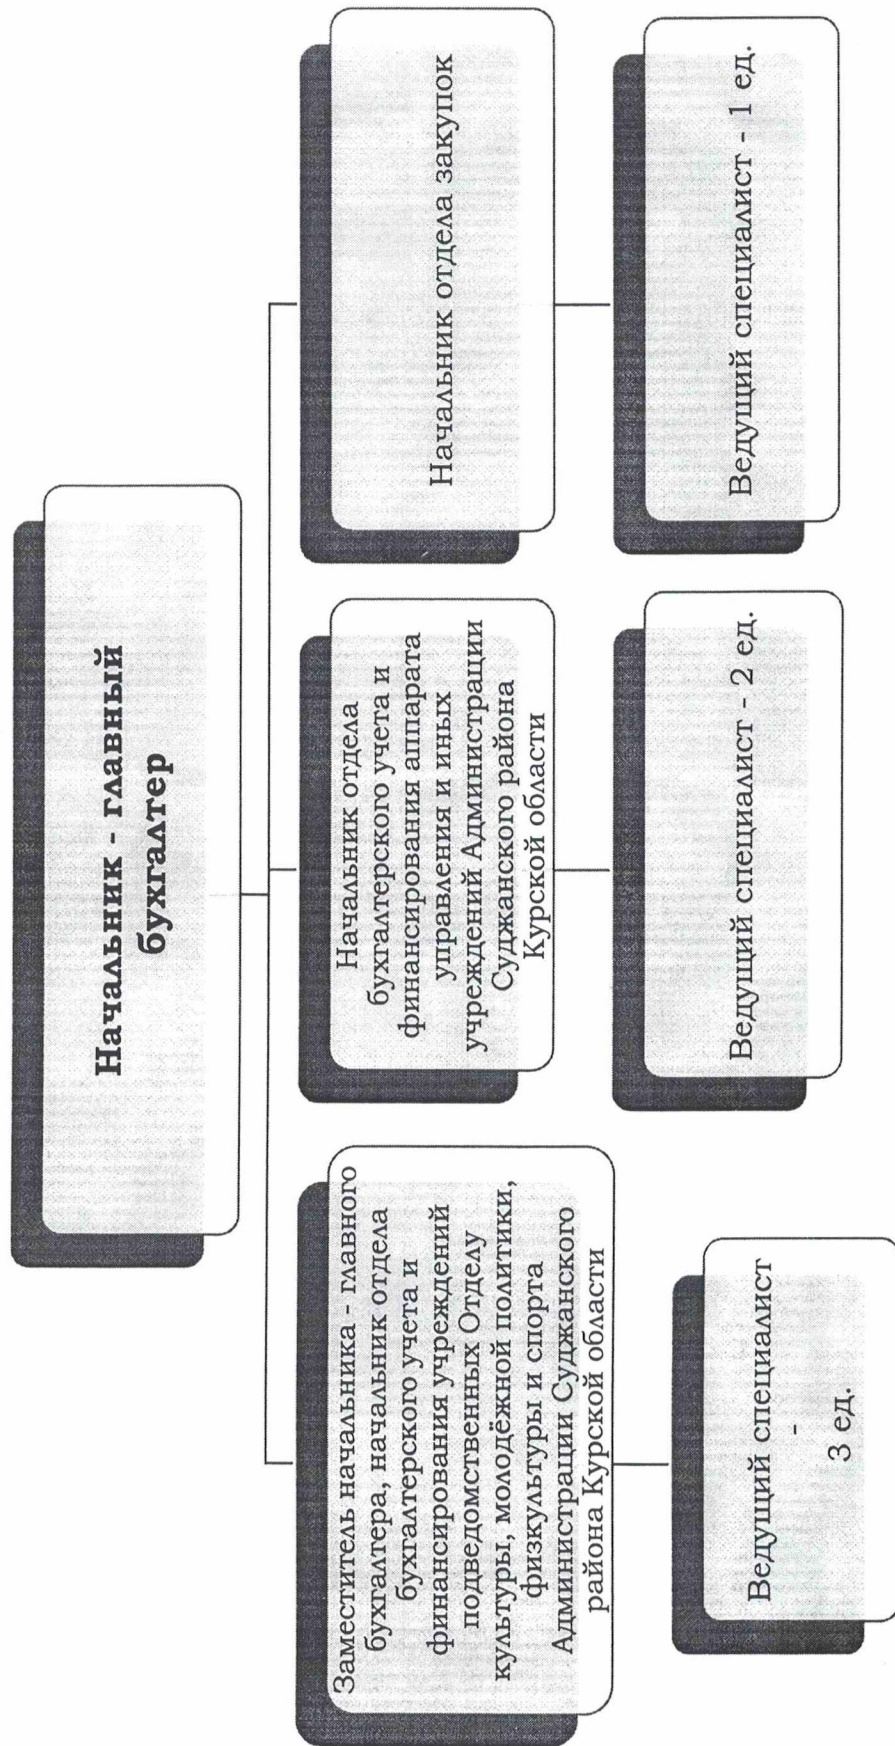 Начальник - главный
бухгалтер
Заместитель начальника - главного
бухгалтера, начальник отдела
бухгалтерского учета и
финансирования учреждений
подведомственных Отделу
культуры, молодёжной политики,
физкультуры и спорта
Администрации Суджанского
района Курской области
Начальник отдела
бухгалтерского учета и
финансирования аппарата
управления и иных
учреждений Администрации
Суджанского района
Курской области
Начальник отдела закупок
Ведущий специалист
-
3 ед.
Ведущий специалист - 2 ед.
Ведущий специалист - 1 ед.